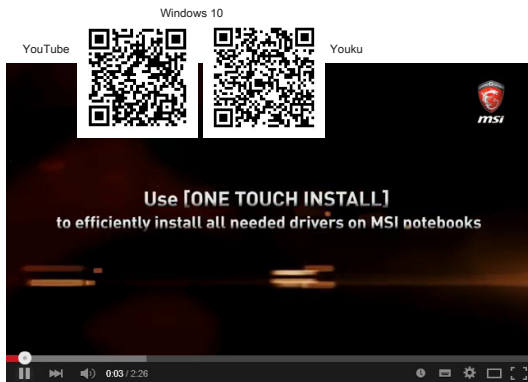 Windows 10
YouTube
Youku
msi
Use [ONE TOUCH INSTALL]
to efficiently install all needed drivers on MSI notebooks
0:03 / 2:26